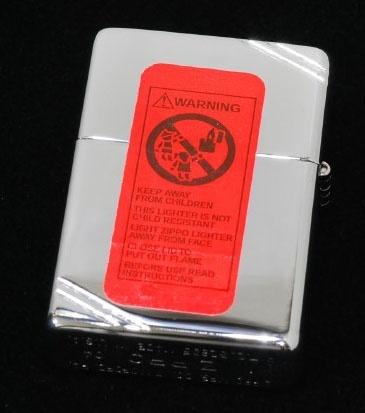 WARNING
KEEP AWAY
FROM CHILDREN
THIS LIGHTER IS NOT
CHILD RESISTANT
LIGHT ZIPPO LIGHTER
AWAY FROM FACE
CLOSE LID TO
PUT OUT FLAME
BEFORE USE READ
INSTRUCTIONS